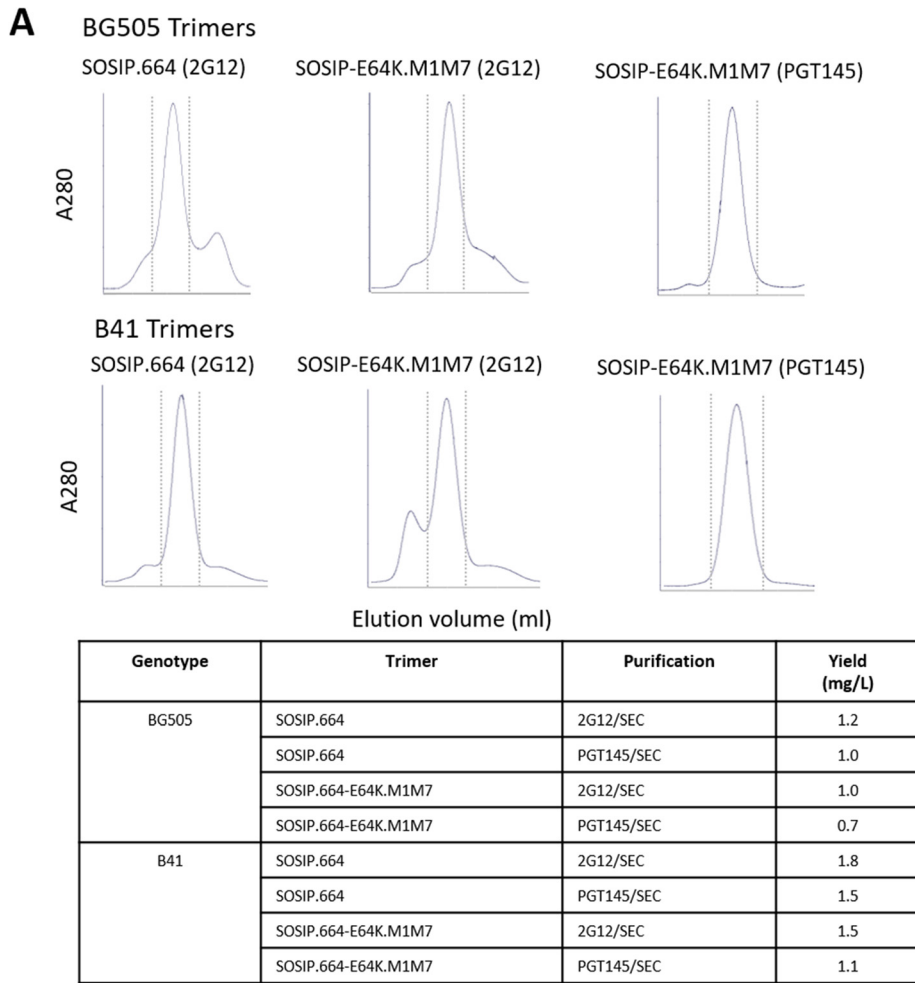 A
BG505 Trimers
SOSIP.664 (2G12)
SOSIP-E64K.M1M7 (2G12)
SOSIP-E64K.M1M7 (PGT145)
A280
B41 Trimers
SOSIP.664 (2G12)
SOSIP-E64K.M1M7 (2G12)
SOSIP-E64K.M1M7 (PGT145)
A280
Elution volume (ml)
Genotype Trimer Purification Yield (mg/L)
BG505 SOSIP.664 2G12/SEC 1.2
SOSIP.664 PGT145/SEC 1.0
SOSIP.664-E64K.M1M7 2G12/SEC 1.0
SOSIP.664-E64K.M1M7 PGT145/SEC 0.7
B41 SOSIP.664 2G12/SEC 1.8
SOSIP.664 PGT145/SEC 1.5
SOSIP.664-E64K.M1M7 2G12/SEC 1.5
SOSIP.664-E64K.M1M7 PGT145/SEC 1.1